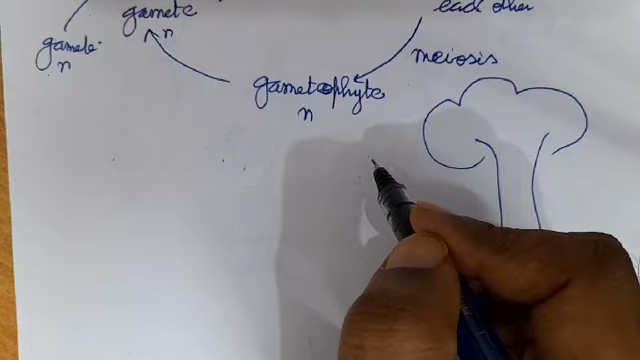 each other
gamete
n
gamete
n
meiosis
gametophyte
n